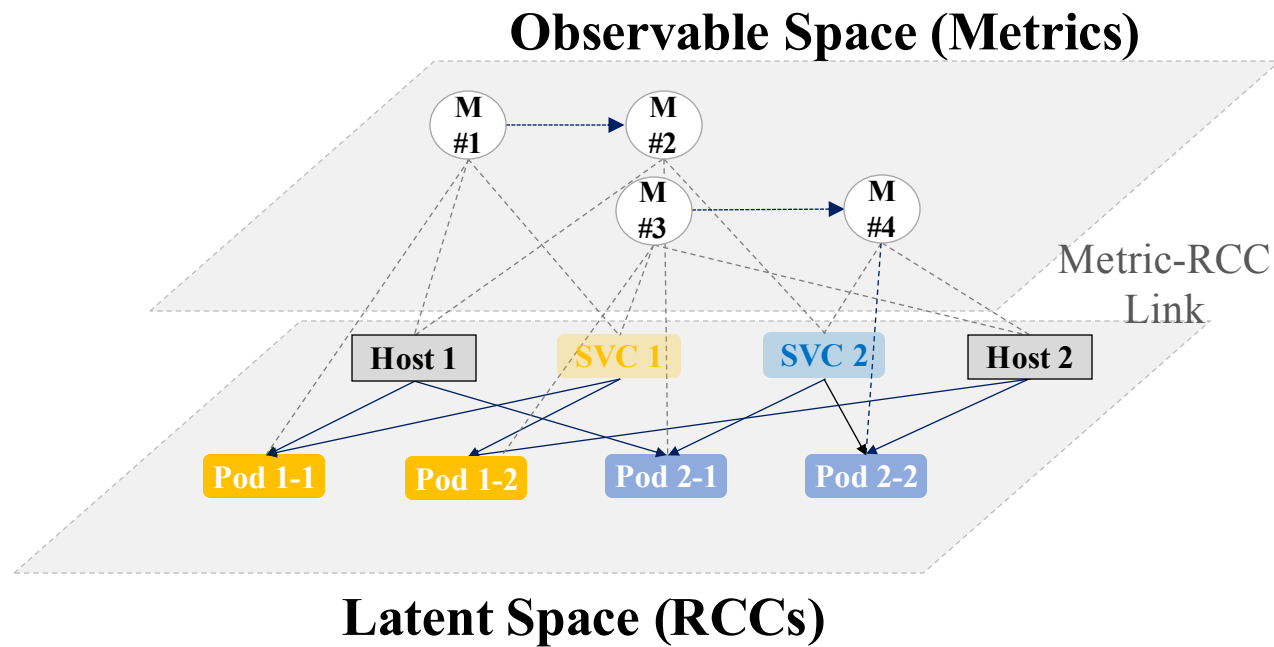 Observable Space (Metrics)
M
#1
M
#2
M
#3
M
#4
Metric-RCC
Link
Host 1
SVC 1
SVC 2
Host 2
Pod 1-1
Pod 1-2
Pod 2-1
Pod 2-2
Latent Space (RCCs)